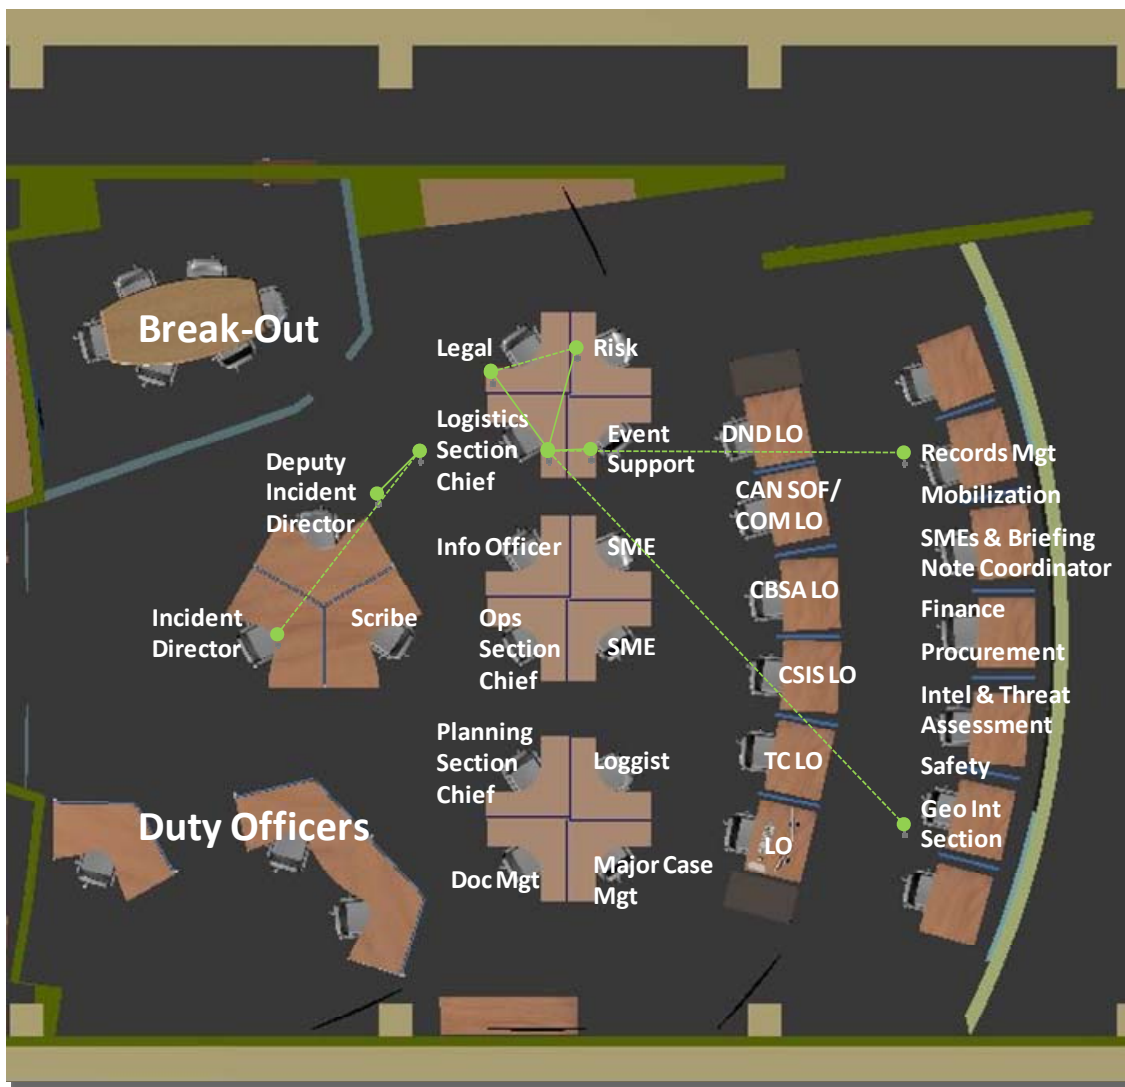 Break-Out
Legal
Risk
Logistics
Section
Chief
Event
Support
DND LO
Records Mgt
Deputy
Incident
Director
CAN SOF/
COM LO
Mobilization
Info Officer
SME
SMEs & Briefing
Note Coordinator
CBSA LO
Incident
Director
Scribe
Ops
Section
Chief
SME
Finance
CSIS LO
Procurement
Intel & Threat
Assessment
Planning
Section
Chief
Loggist
TC LO
Safety
Duty Officers
Geo Int
Section
LO
Doc Mgt
Major Case
Mgt